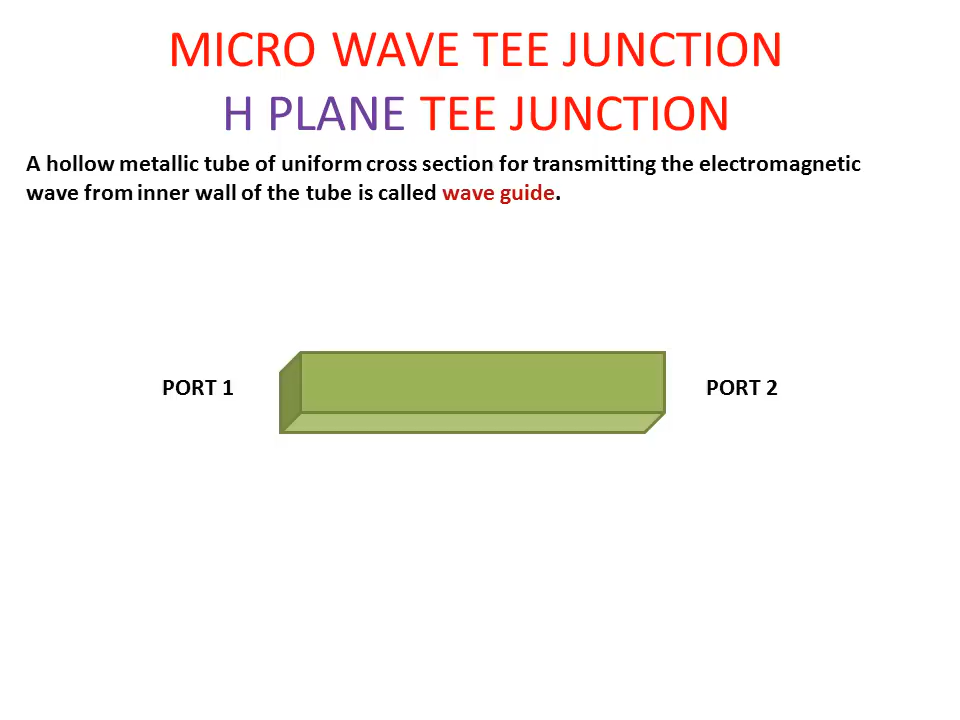 MICRO WAVE TEE JUNCTION
H PLANE TEE JUNCTION
A hollow metallic tube of uniform cross section for transmitting the electromagnetic
wave from inner wall of the tube is called wave guide.
PORT 1
PORT 2